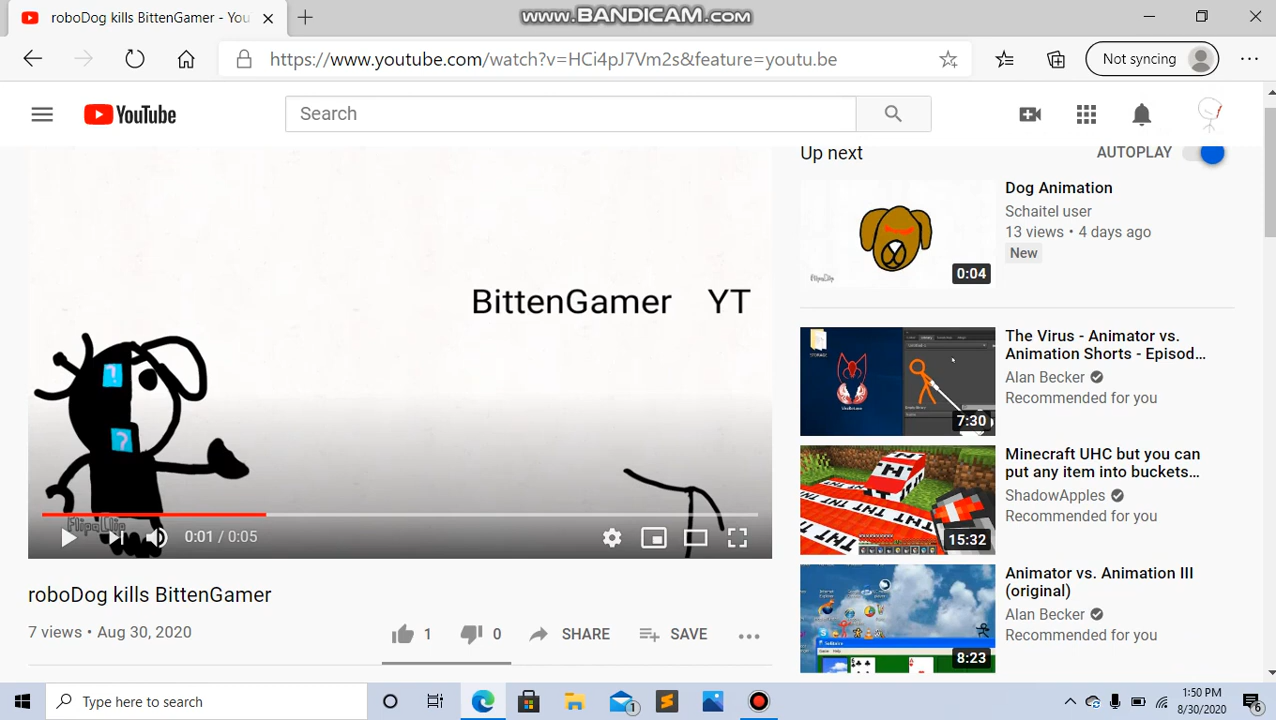 roboDog kills BittenGamer - You
www.BANDICAM.com
https://www.youtube.com/watch?v=HCi4pJ7Vm2s&feature=youtu.be
Not syncing
YouTube
Search
Up next
AUTOPLAY
Dog Animation
Schaitel user
13 views • 4 days ago
New
FlipaClip
0:04
BittenGamer YT
The Virus - Animator vs.
Animation Shorts - Episod...
Alan Becker
Recommended for you
7:30
Minecraft UHC but you can
put any item into buckets...
ShadowApples
Recommended for you
TNT
15:32
Animator vs. Animation III
(original)
Alan Becker
Recommended for you
8:23
?
FlipaClip
0:01 / 0:05
roboDog kills BittenGamer
7 views • Aug 30, 2020
1
0
SHARE
SAVE
Type here to search
1
1:50 PM
8/30/2020
6